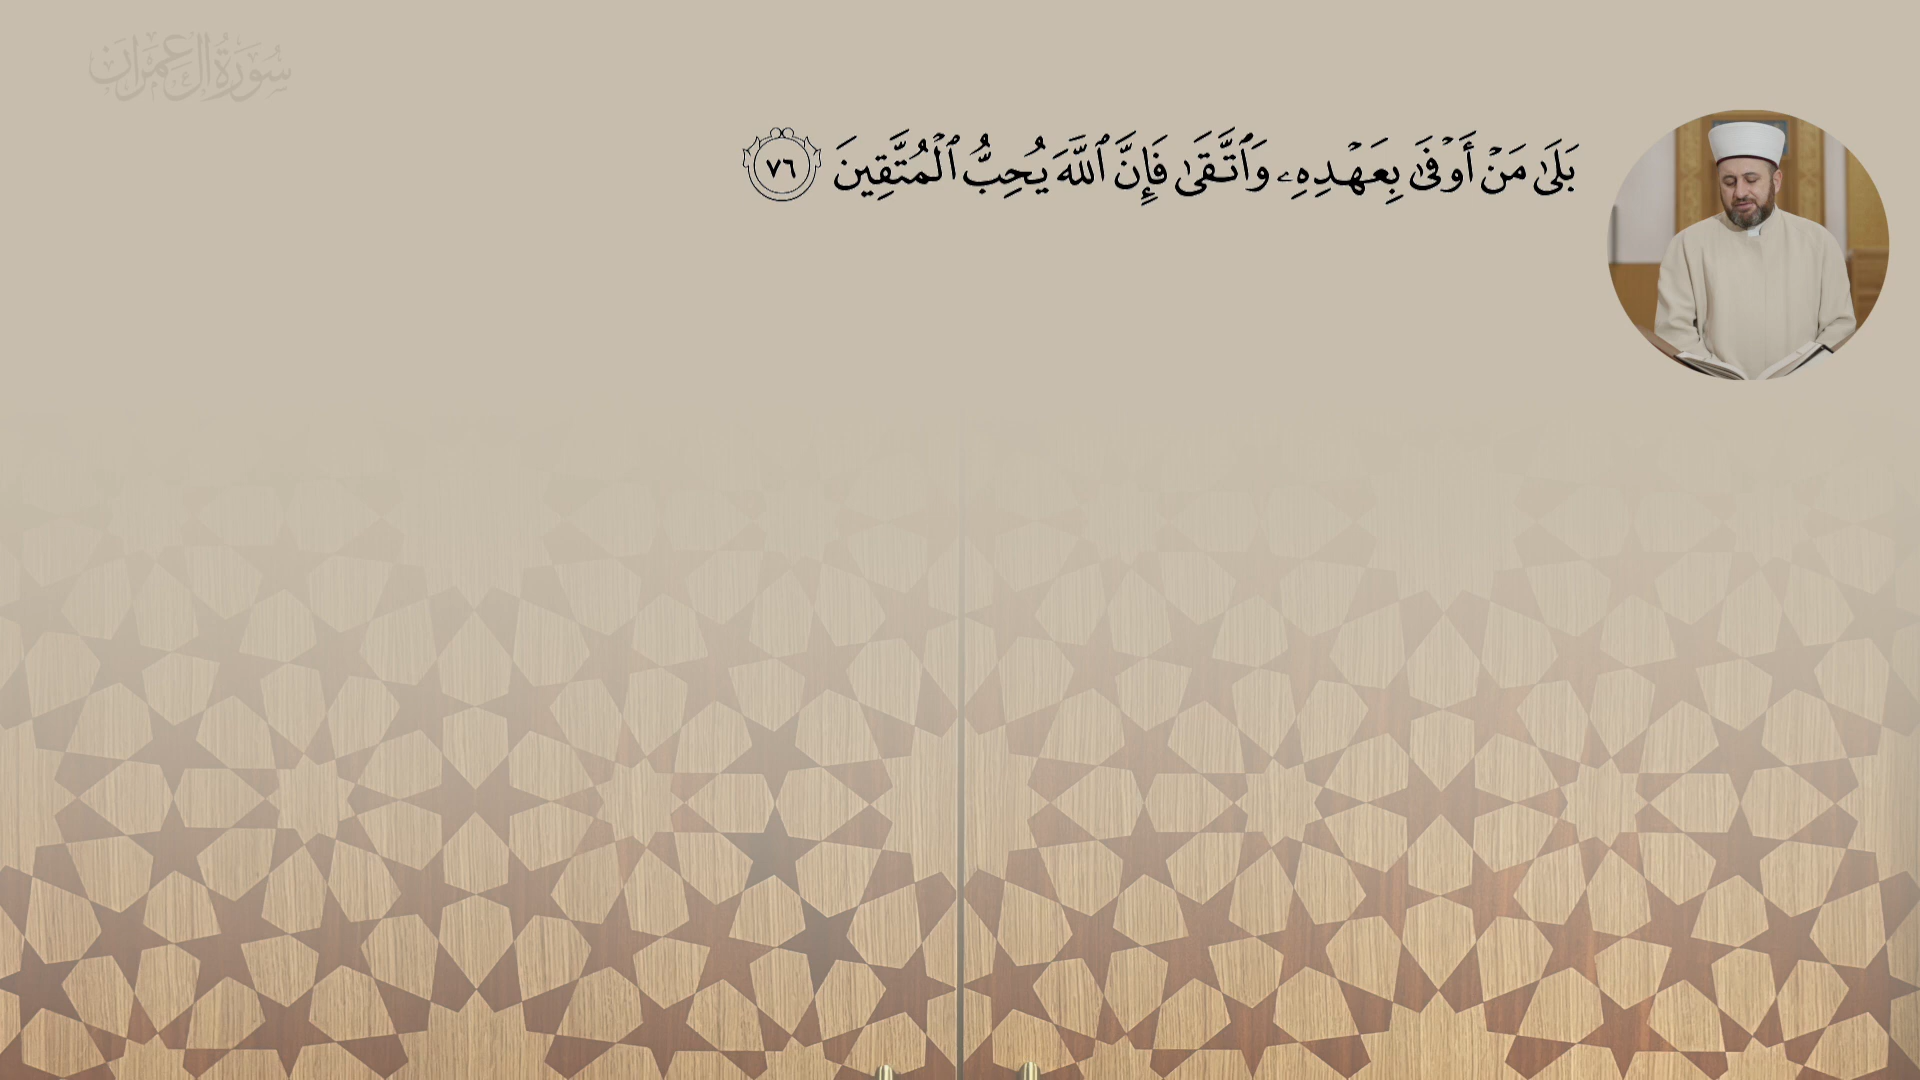 سُورَةُ آلِ عِمْرَان
بَلَىٰ مَنْ أَوْفَىٰ بِعَهْدِهِۦ وَٱتَّقَىٰ فَإِنَّ ٱللَّهَ يُحِبُّ ٱلْمُتَّقِينَ ٧٦